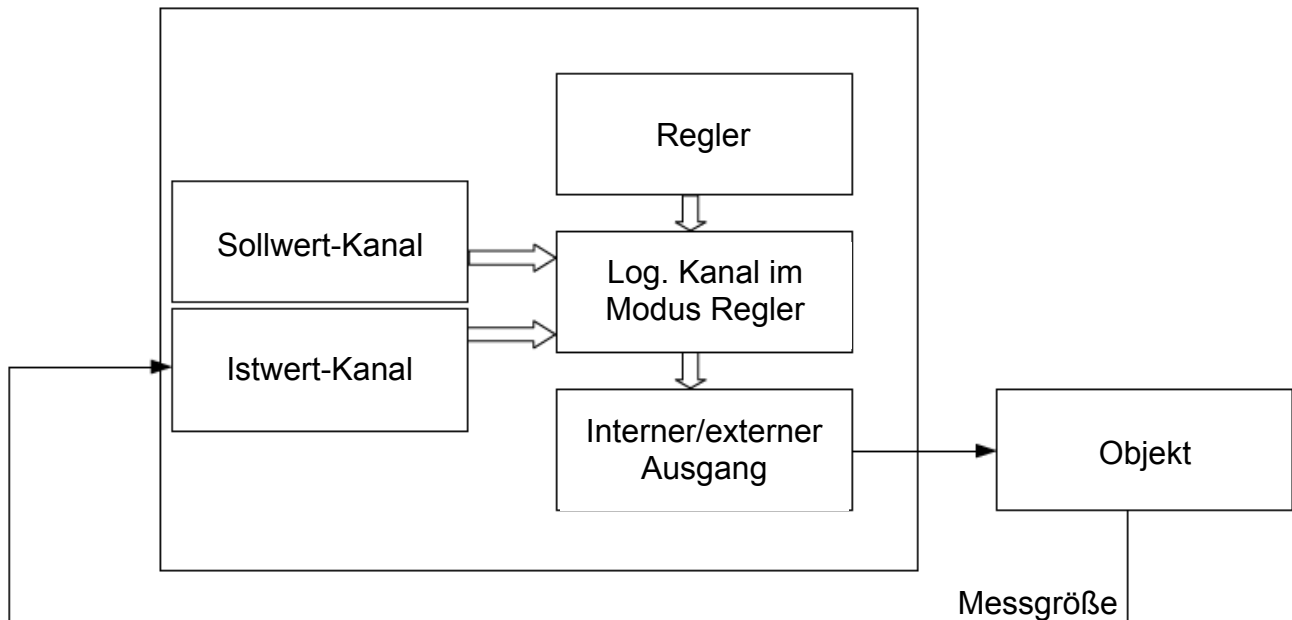 Regler
Sollwert-Kanal
Log. Kanal im
Modus Regler
Istwert-Kanal
Interner/externer
Ausgang
Objekt
Messgröße